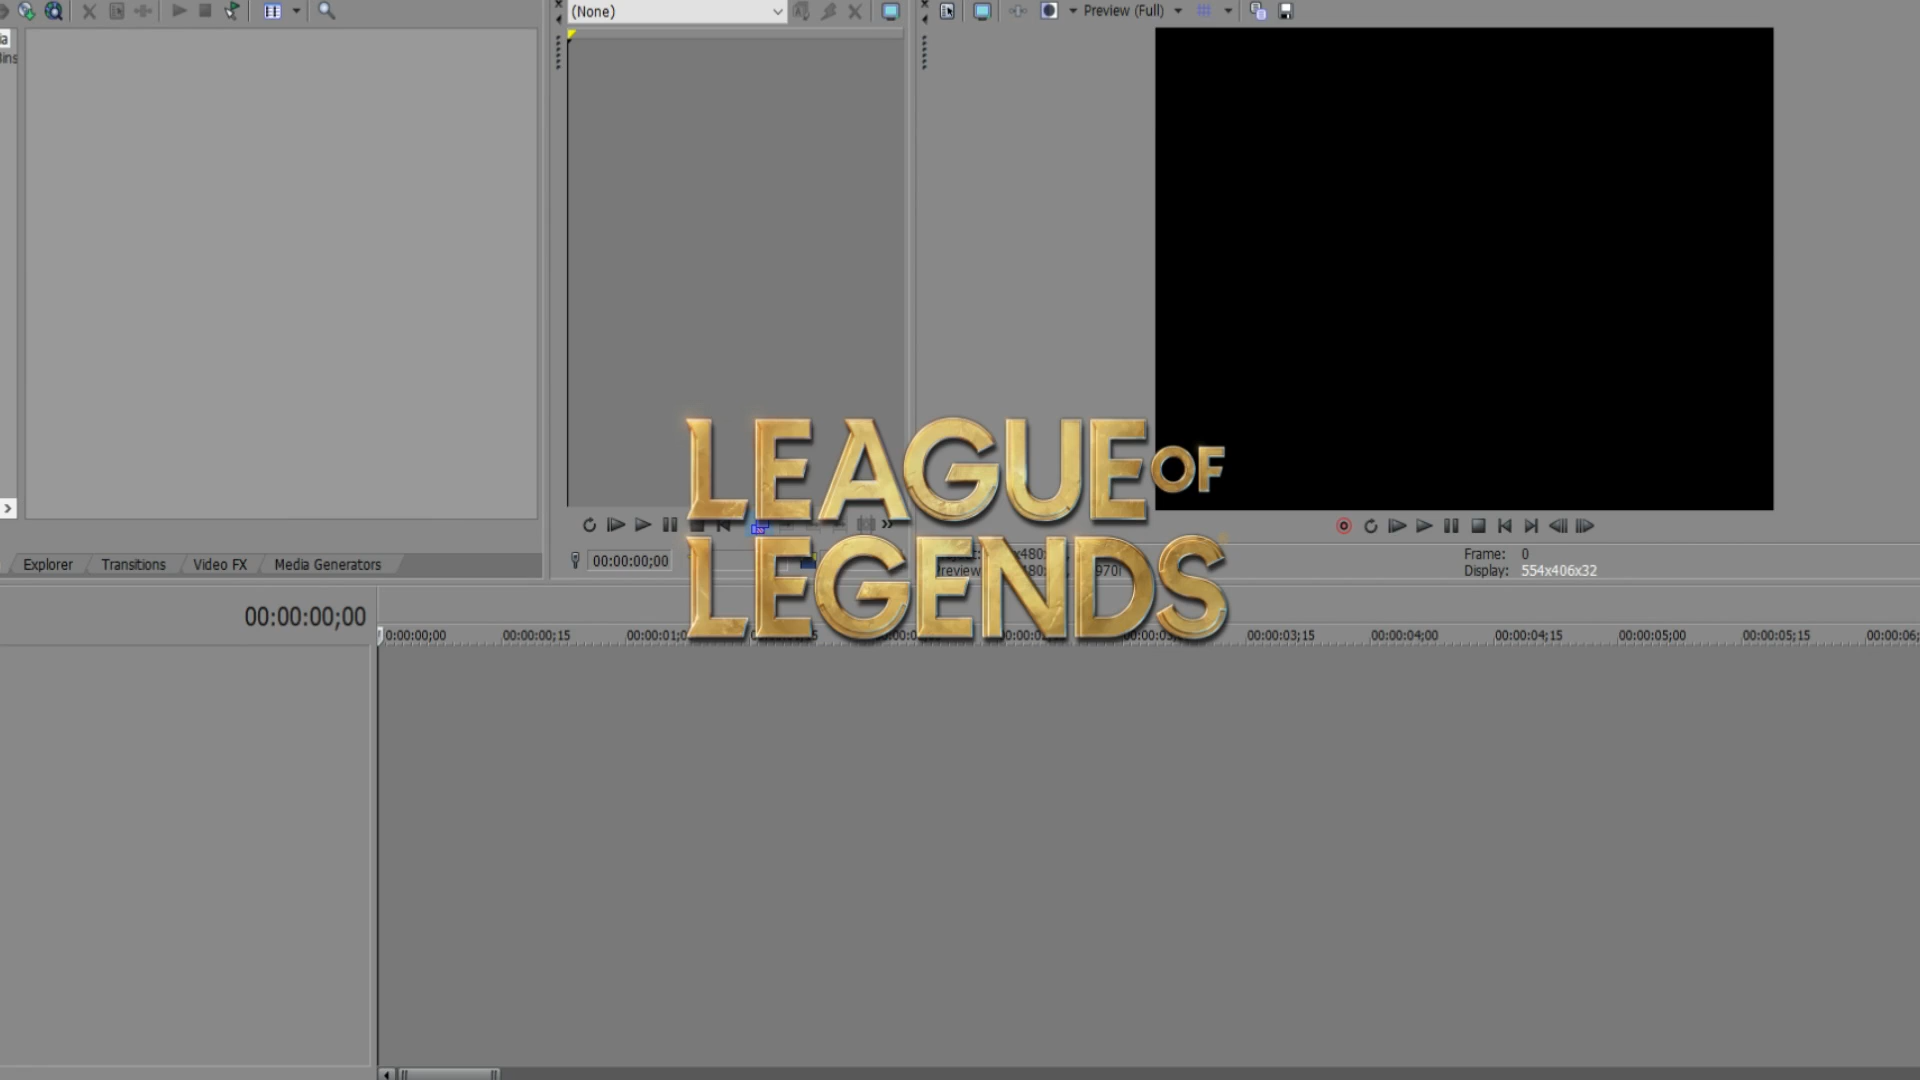 (None)
Preview (Full)
LEAGUE OF
LEGENDS
Explorer
Transitions
Video FX
Media Generators
00:00:00;00
Frame: 0
Display: 554x406x32
00:00:00;00
0:00:00;00
00:00:00;15
00:00:03;15
00:00:04;00
00:00:04;15
00:00:05;00
00:00:05;15